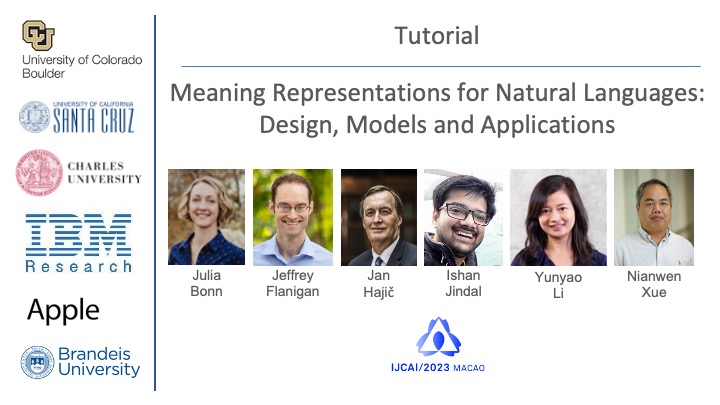 University of Colorado
Boulder
UNIVERSITY OF CALIFORNIA
SANTA CRUZ
CHARLES
UNIVERSITY
IBM
Research
Apple
Brandeis
University
Tutorial
Meaning Representations for Natural Languages:
Design, Models and Applications
Julia
Bonn
Jeffrey
Flanigan
Jan
Hajič
Ishan
Jindal
Yunyao
Li
Nianwen
Xue
IJCAI/2023 MACAO